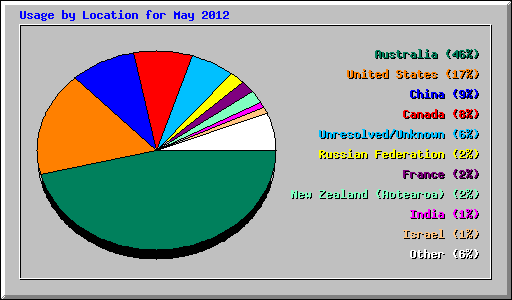 Usage by Location for May 2012
Australia (46%)
United States (17%)
China (9%)
Canada (8%)
Unresolved/Unknown (6%)
Russian Federation (2%)
France (2%)
New Zealand (Aotearoa) (2%)
India (1%)
Israel (1%)
Other (6%)